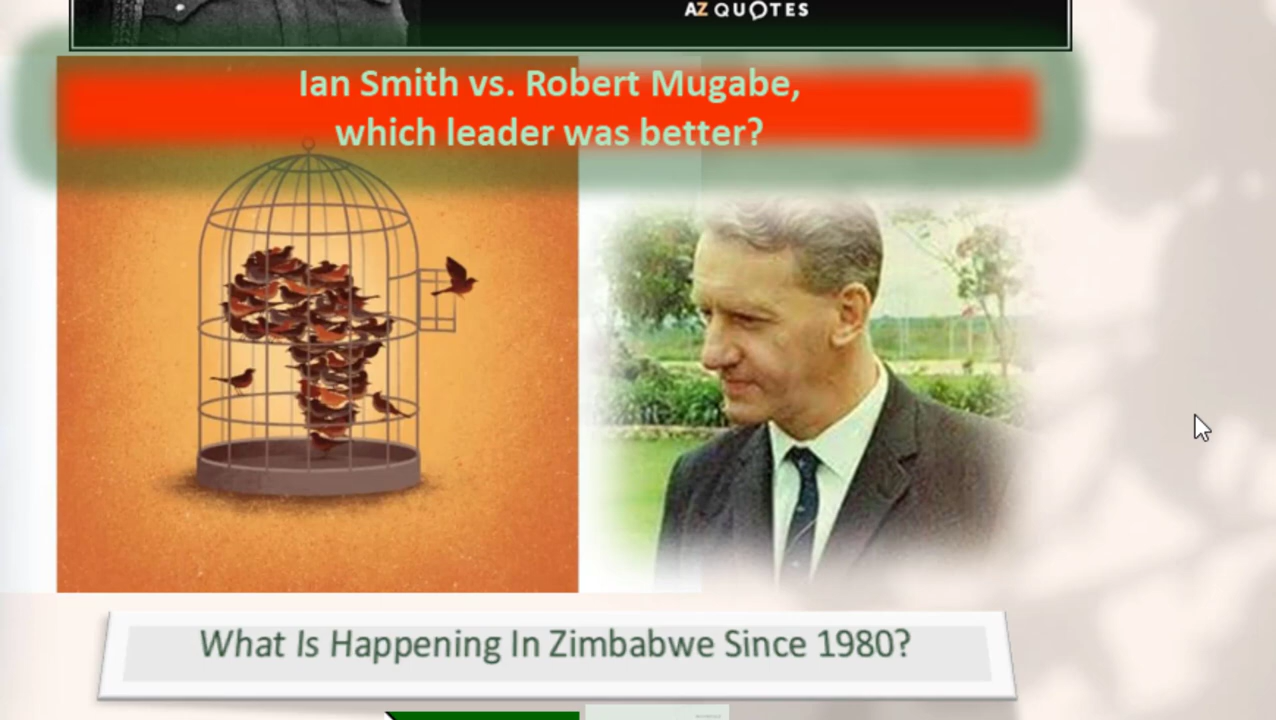 AZ QUOTES
Ian Smith vs. Robert Mugabe,
which leader was better?
What Is Happening In Zimbabwe Since 1980?